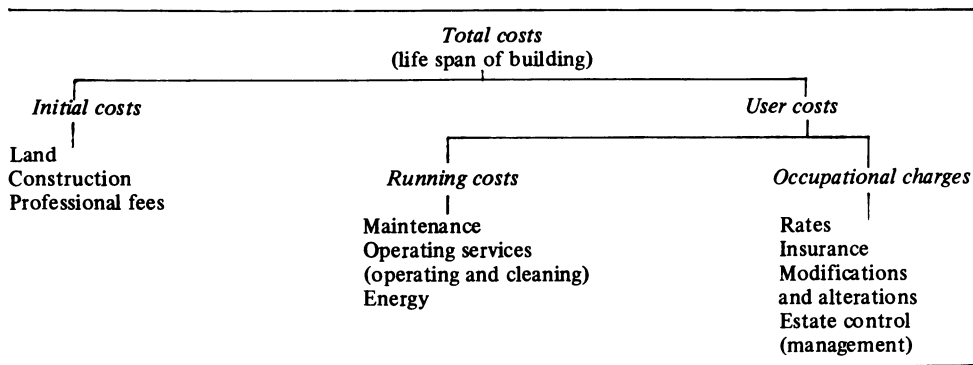 Total costs
(life span of building)
Initial costs
User costs
Land
Construction
Professional fees
Running costs
Occupational charges
Maintenance
Operating services
(operating and cleaning)
Energy
Rates
Insurance
Modifications
and alterations
Estate control
(management)